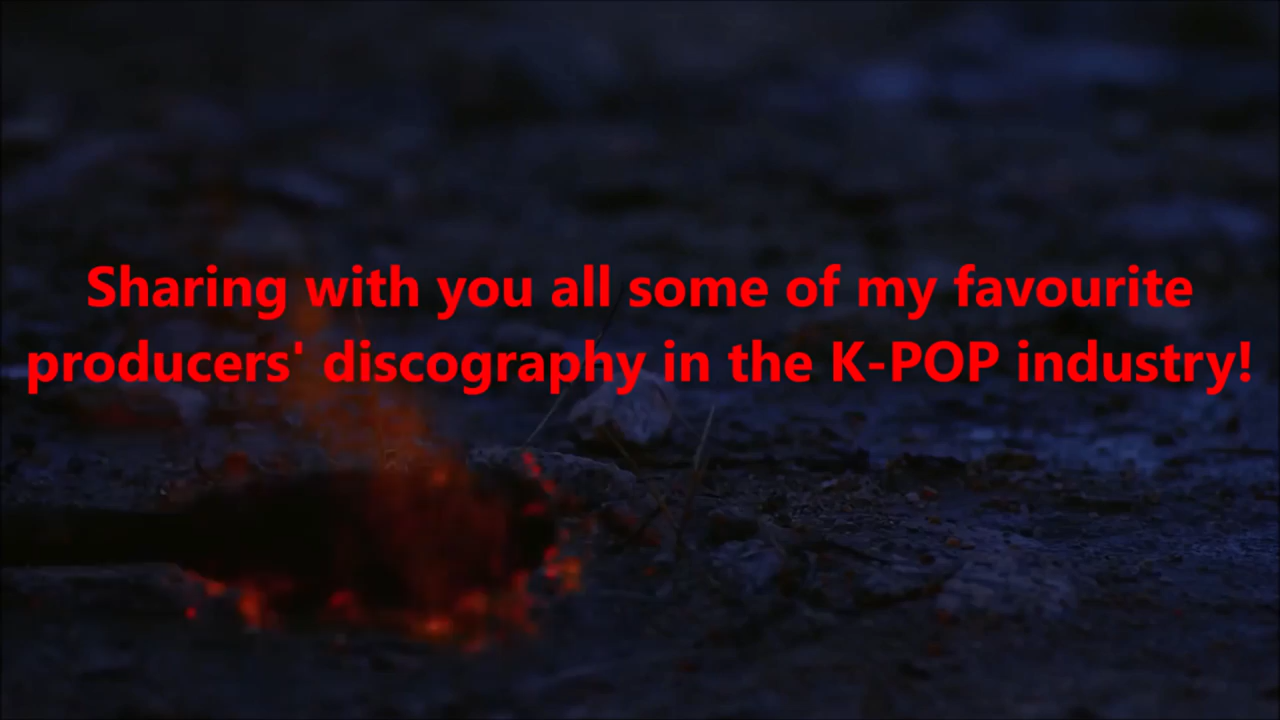 Sharing with you all some of my favourite
producers' discography in the K-POP industry!